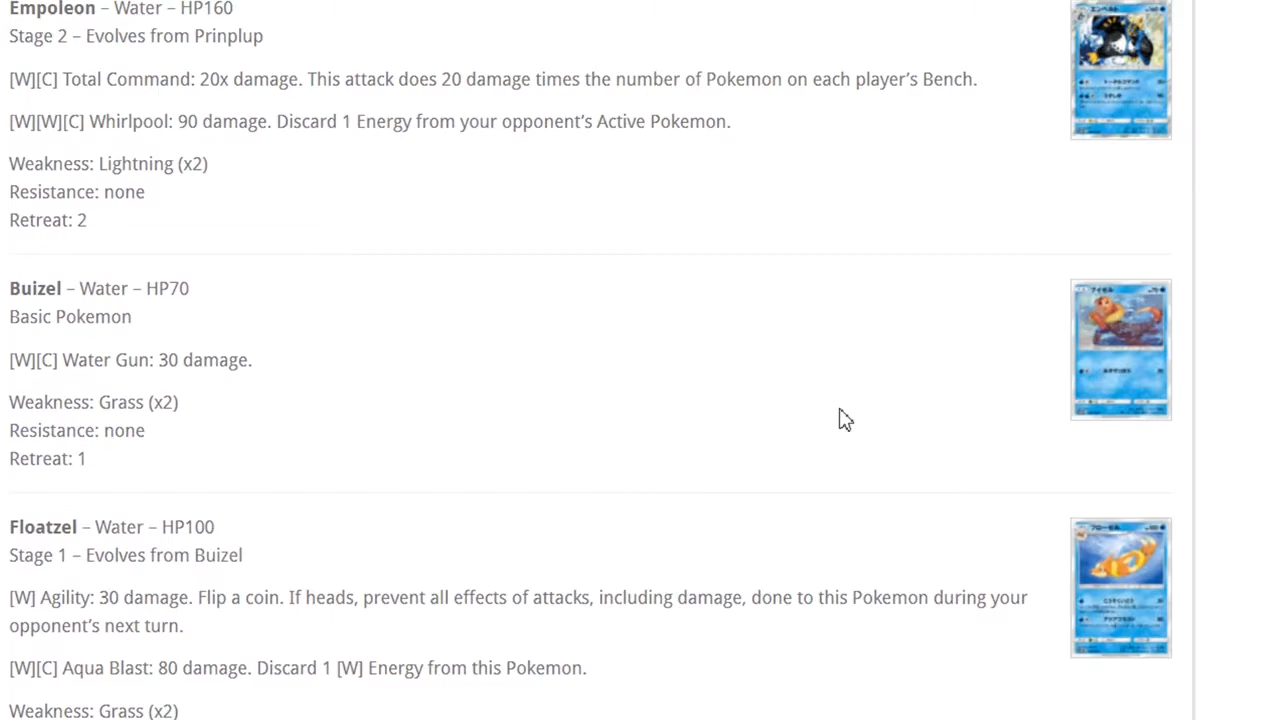 Empoleon – Water – HP160
Stage 2 – Evolves from Prinplup
[W][C] Total Command: 20x damage. This attack does 20 damage times the number of Pokemon on each player’s Bench.
[W][W][C] Whirlpool: 90 damage. Discard 1 Energy from your opponent’s Active Pokemon.
Weakness: Lightning (x2)
Resistance: none
Retreat: 2
Buizel – Water – HP70
Basic Pokemon
[W][C] Water Gun: 30 damage.
Weakness: Grass (x2)
Resistance: none
Retreat: 1
Floatzel – Water – HP100
Stage 1 – Evolves from Buizel
[W] Agility: 30 damage. Flip a coin. If heads, prevent all effects of attacks, including damage, done to this Pokemon during your
opponent’s next turn.
[W][C] Aqua Blast: 80 damage. Discard 1 [W] Energy from this Pokemon.
Weakness: Grass (x2)